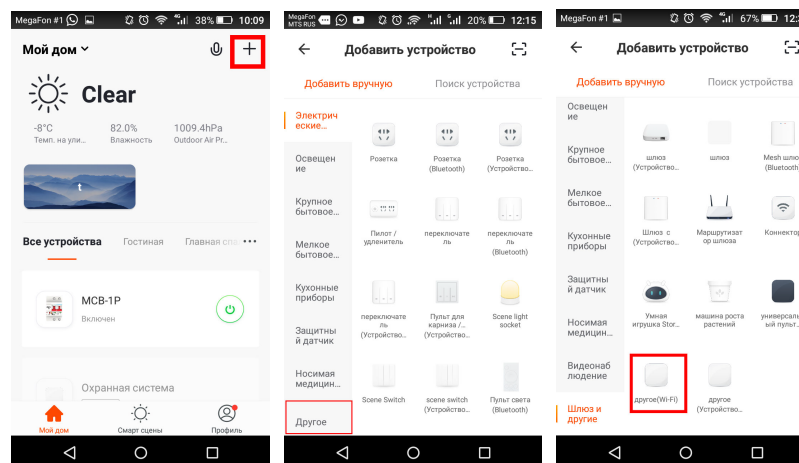 MegaFon #1
38%
10:09
Мой дом
Clear
-8°C
82.0%
1009.4hPa
Темп. на ули...
Влажность
Outdoor Air Pr...
t
Все устройства
Гостиная
Главная
MCB-1P
Включен
Охранная система
Мой дом
Смарт сцены
Профиль
MegaFon
MTS RUS
20%
12:15
Добавить устройство
Добавить вручную
Поиск устройства
Электрич
еские...
Освещен
ие
Крупное
бытовое...
Мелкое
бытовое...
Кухонные
приборы
Защитны
й датчик
Носимая
медицин...
Другое
Розетка
Розетка
(Bluetooth)
Розетка
(Устройство...
Пилот /
удленитель
переключате
ль
переключате
ль
(Bluetooth)
переключате
ль
(Устройство...
Пульт для
карниза /...
(Устройство...
Scene light
socket
Scene Switch
scene switch
(Устройство...
Пульт света
(Bluetooth)
MegaFon #1
67%
Добавить устройство
Добавить вручную
Поиск устройства
Освещен
ие
Крупное
бытовое...
Мелкое
бытовое...
Кухонные
приборы
Защитны
й датчик
Носимая
медицин...
Видеонаб
людение
Шлюз и
другие
шлюз
(Устройство...
шлюз
Mesh шлю
(Bluetooth)
Шлюз с
(Устройство...
Маршрутизат
ор шлюза
Коннектор
Умная
игрушка Stor...
машина роста
растений
универсаль
ый пульт...
другое(Wi-Fi)
другое
(Устройство...